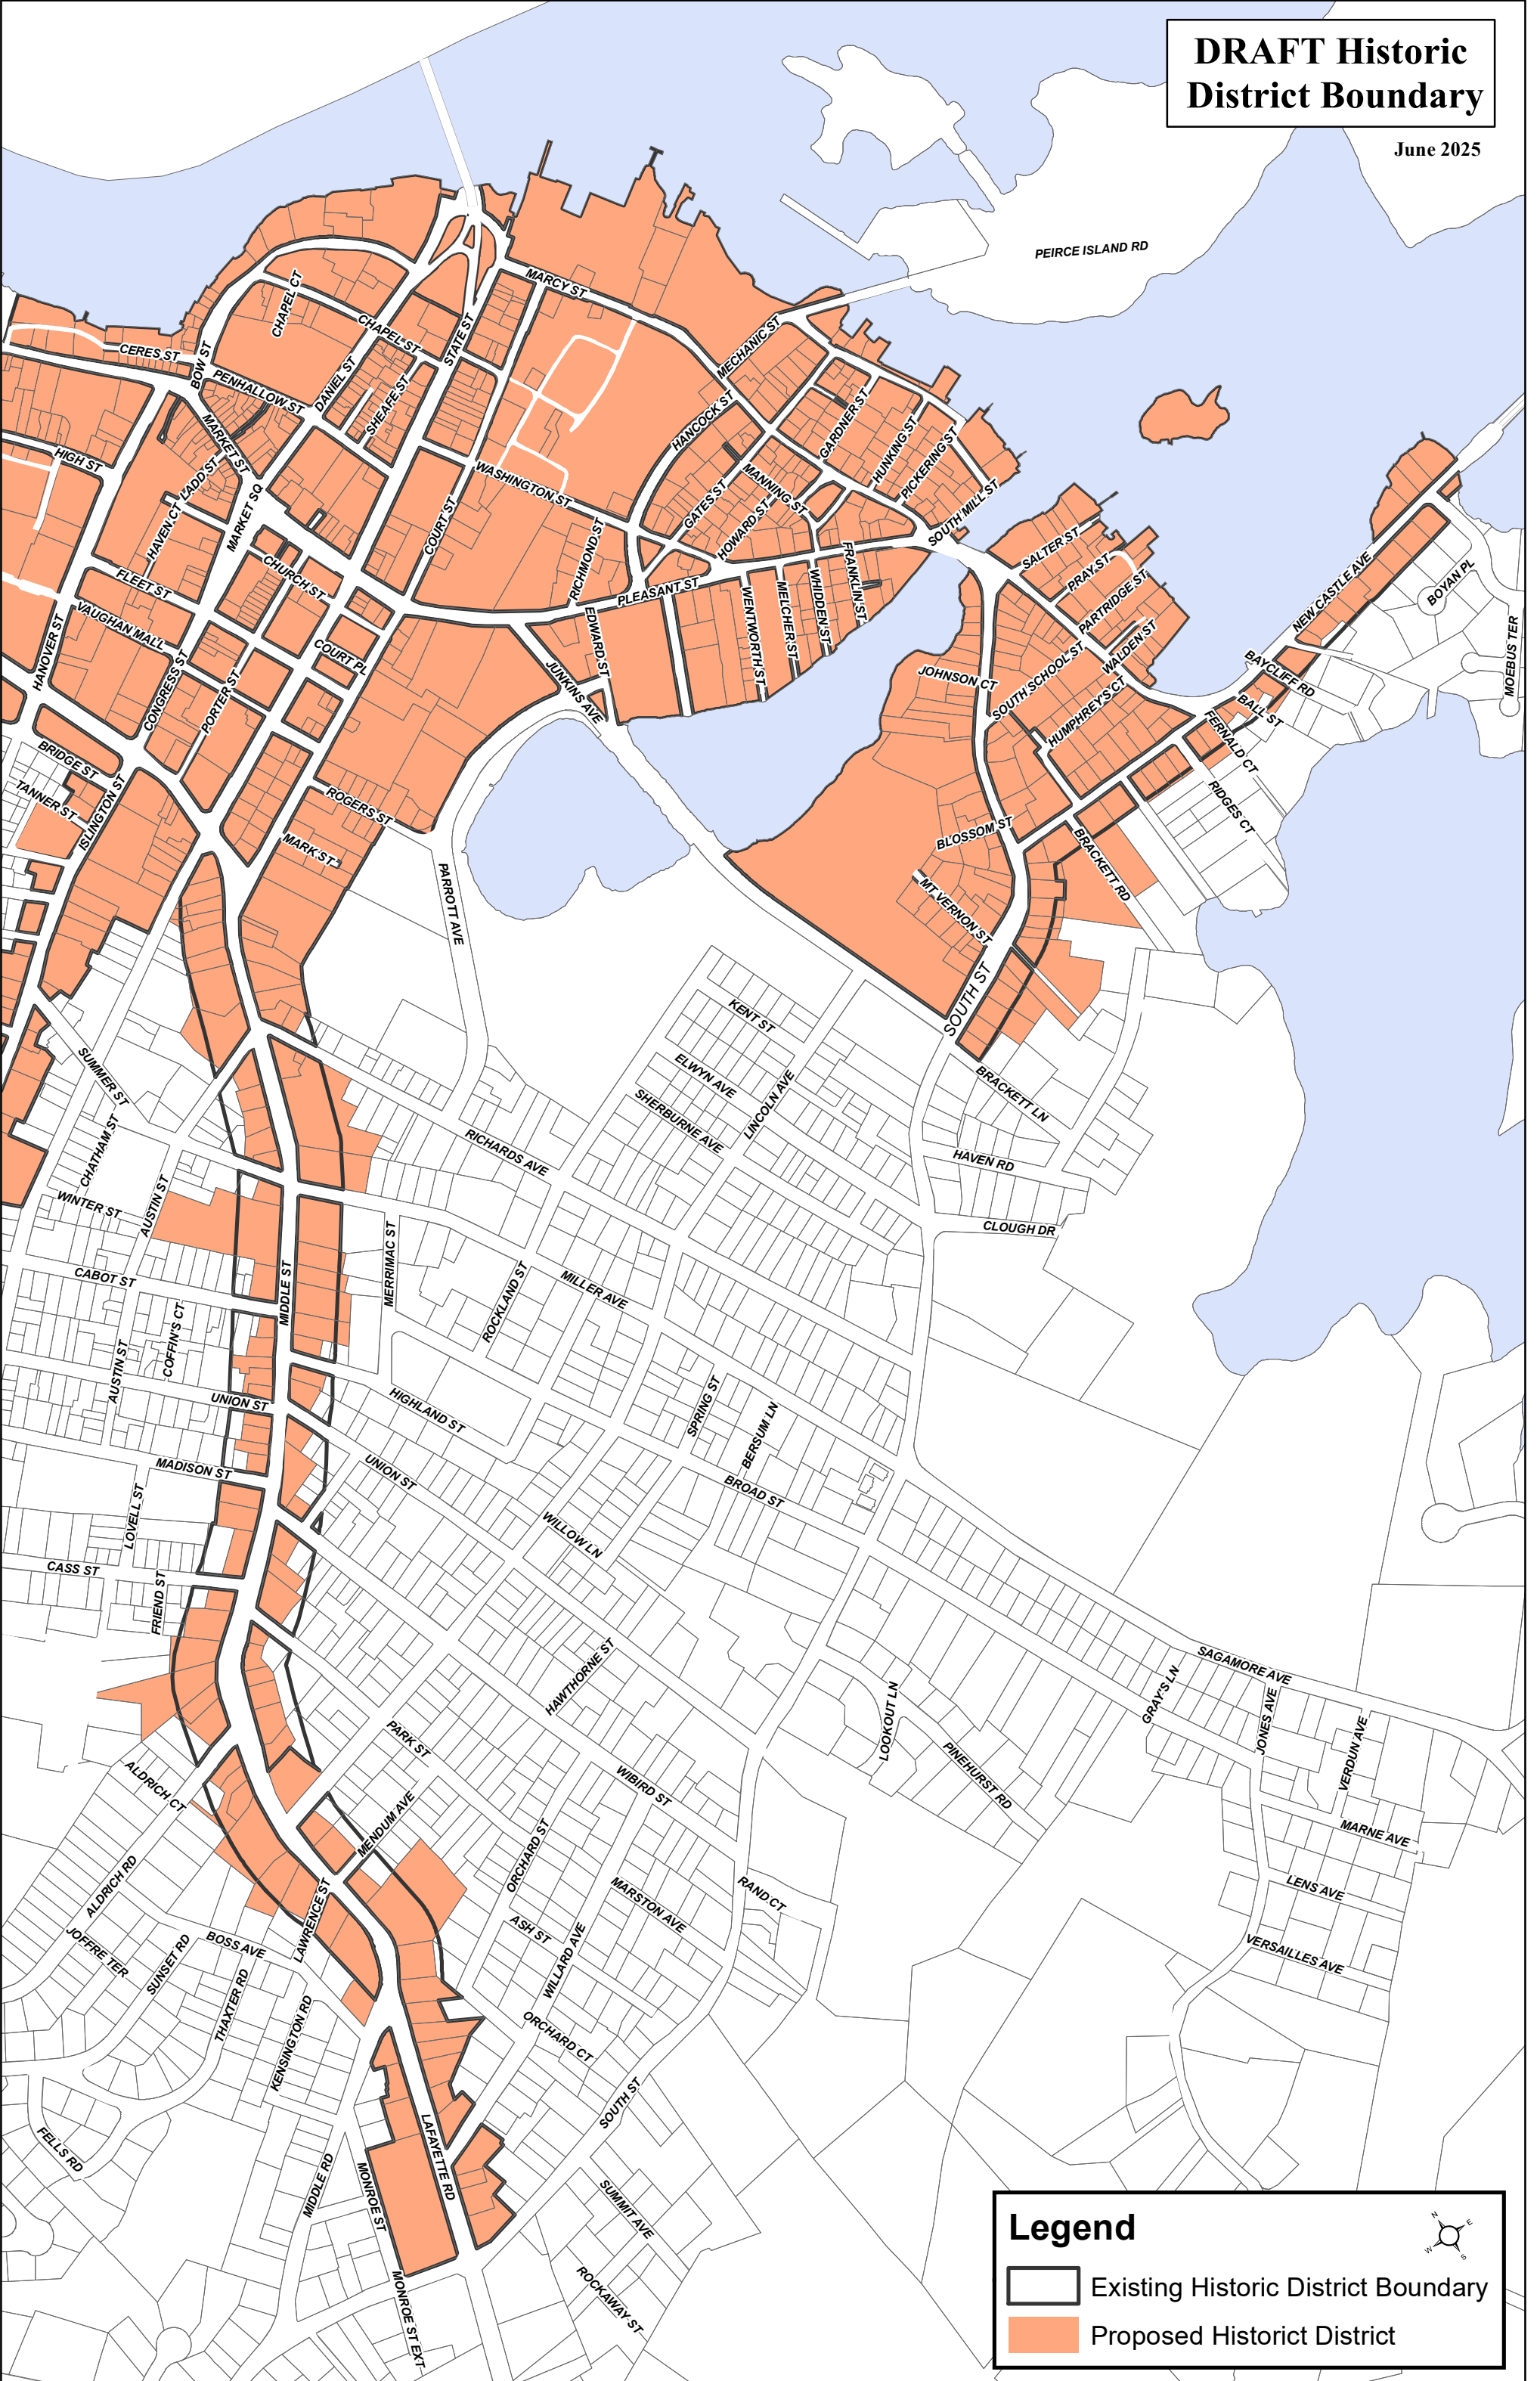 DRAFT Historic
District Boundary
June 2025
PEIRCE ISLAND RD
MARCY ST
CHAPEL CT
CHAPEL ST
STATE ST
MECHANIC ST
CERES ST
BOW ST
PENHALLOW ST
DANIEL ST
SHEAFE ST
HANCOCK ST
GARDNER ST
HUNKING ST
PICKERING ST
MARKET ST
HIGH ST
LADD ST
WASHINGTON ST
GATES ST
MANNING ST
HOWARD ST
SOUTH MILL ST
MARKET SQ
HAVEN CT
COURT ST
RICHMOND ST
FRANKLIN ST
SALTER ST
PRAY ST
PARTRIDGE ST
NEW CASTLE AVE
BOYAN PL
CHURCH ST
FLEET ST
PLEASANT ST
WENTWORTH ST
MELCHER ST
WHIDDEN ST
VAUGHAN MALL
HANOVER ST
COURT PL
EDWARD ST
JUNKINS AVE
SOUTH SCHOOL ST
WALDEN ST
MOEBUS TER
JOHNSON CT
BAYCLIFF RD
CONGRESS ST
PORTER ST
HUMPHREY'S CT
BALL ST
FERNALD CT
BRIDGE ST
TANNER ST
ISLINGTON ST
ROGERS ST
RIDGES CT
MARK ST
BLOSSOM ST
BRACKETT RD
PARROTT AVE
MT VERNON ST
SOUTH ST
KENT ST
ELWYN AVE
SHERBURNE AVE
LINCOLN AVE
BRACKETT LN
SUMMER ST
CHATHAM ST
RICHARDS AVE
HAVEN RD
WINTER ST
AUSTIN ST
CLOUGH DR
MERRIMAC ST
CABOT ST
MIDDLE ST
ROCKLAND ST
MILLER AVE
COFFIN'S CT
AUSTIN ST
UNION ST
HIGHLAND ST
SPRING ST
BERSUM LN
MADISON ST
UNION ST
BROAD ST
LOVELL ST
WILLOW LN
CASS ST
FRIEND ST
HAWTHORNE ST
SAGAMORE AVE
GRAY'S LN
JONES AVE
VERDUN AVE
LOOKOUT LN
PINEHURST RD
PARK ST
WIBIRD ST
ALDRICH CT
MENDUM AVE
MARNE AVE
ORCHARD ST
ALDRICH RD
MARSTON AVE
RAND CT
LENS AVE
LAWRENCE ST
ASH ST
WILLARD AVE
VERSAILLES AVE
JOFFRE TER
SUNSET RD
BOSS AVE
THAXTER RD
KENSINGTON RD
ORCHARD CT
SOUTH ST
FELLS RD
LAFAYETTE RD
MIDDLE RD
MONROE ST
SUMMIT AVE
ROCKAWAY ST
MONROE ST EXT
Legend
N
E
W
S
Existing Historic District Boundary
Proposed Historict District